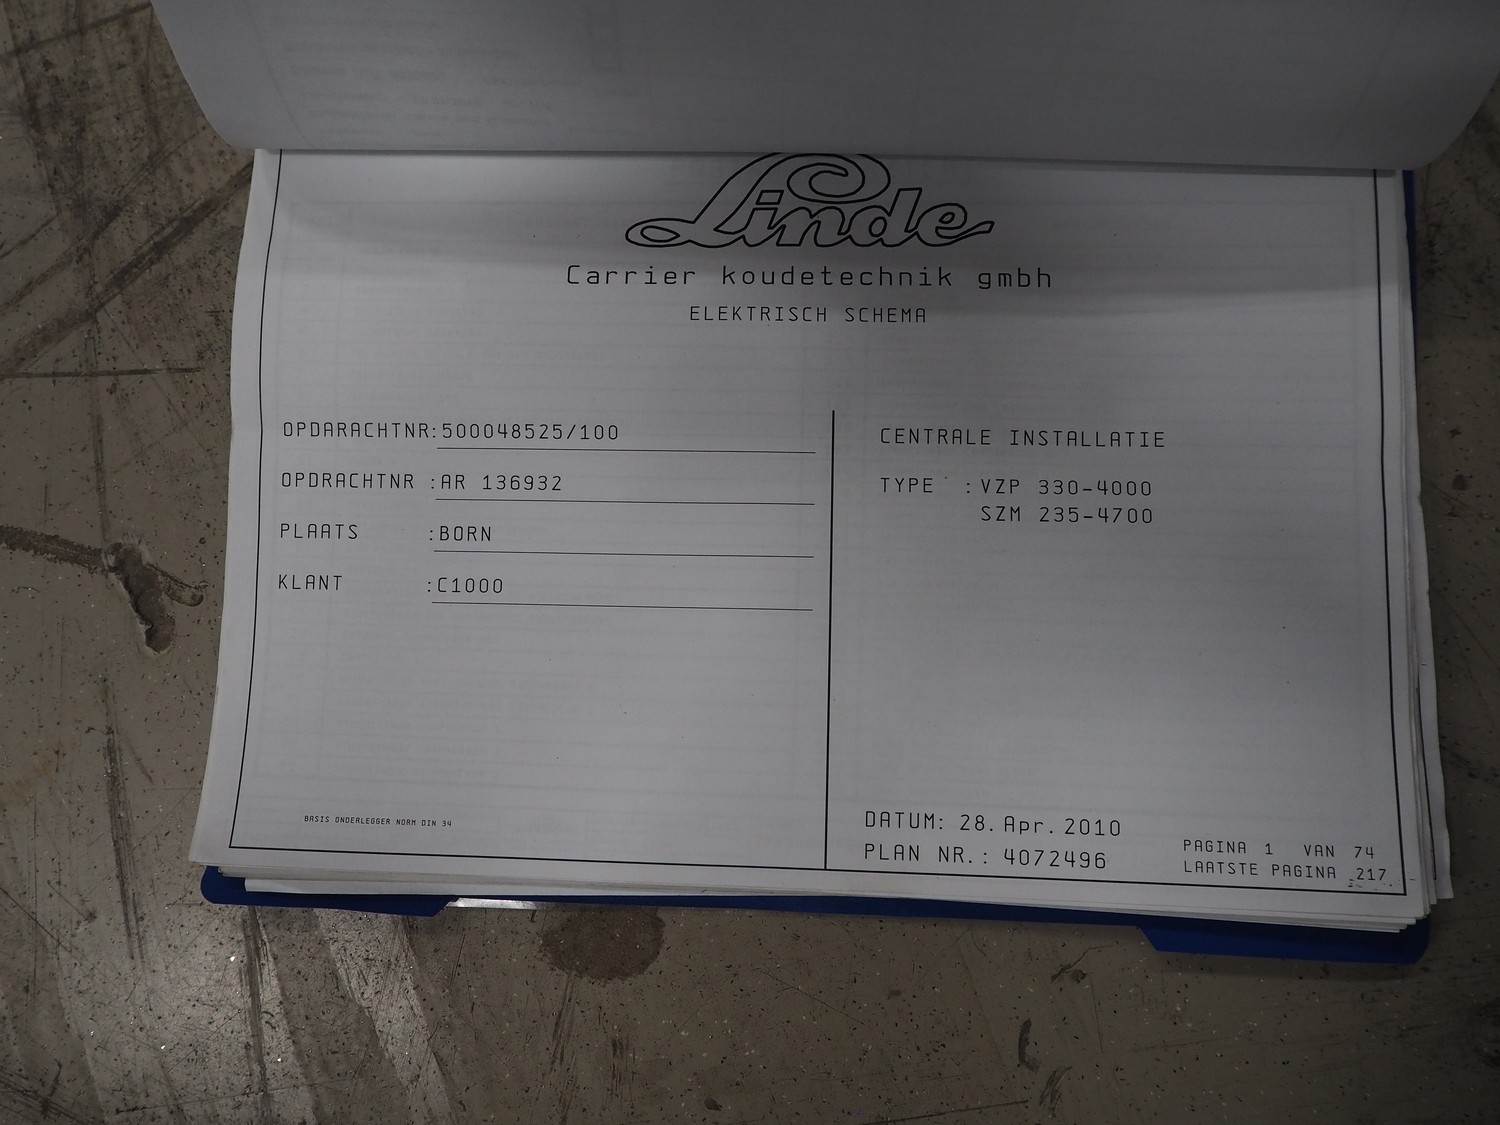 Linde
Carrier koudetechnik gmbh
ELEKTRISCH SCHEMA
OPDARACHTNR:500048525/100
OPDRACHTNR :AR 136932
PLAATS :BORN
KLANT :C1000
BASIS ONDERLEGGER NORM DIN 34
CENTRALE INSTALLATIE
TYPE : VZP 330-4000
SZM 235-4700
DATUM: 28. Apr. 2010
PLAN NR.: 4072496
PAGINA 1 VAN 74
LAATSTE PAGINA 217